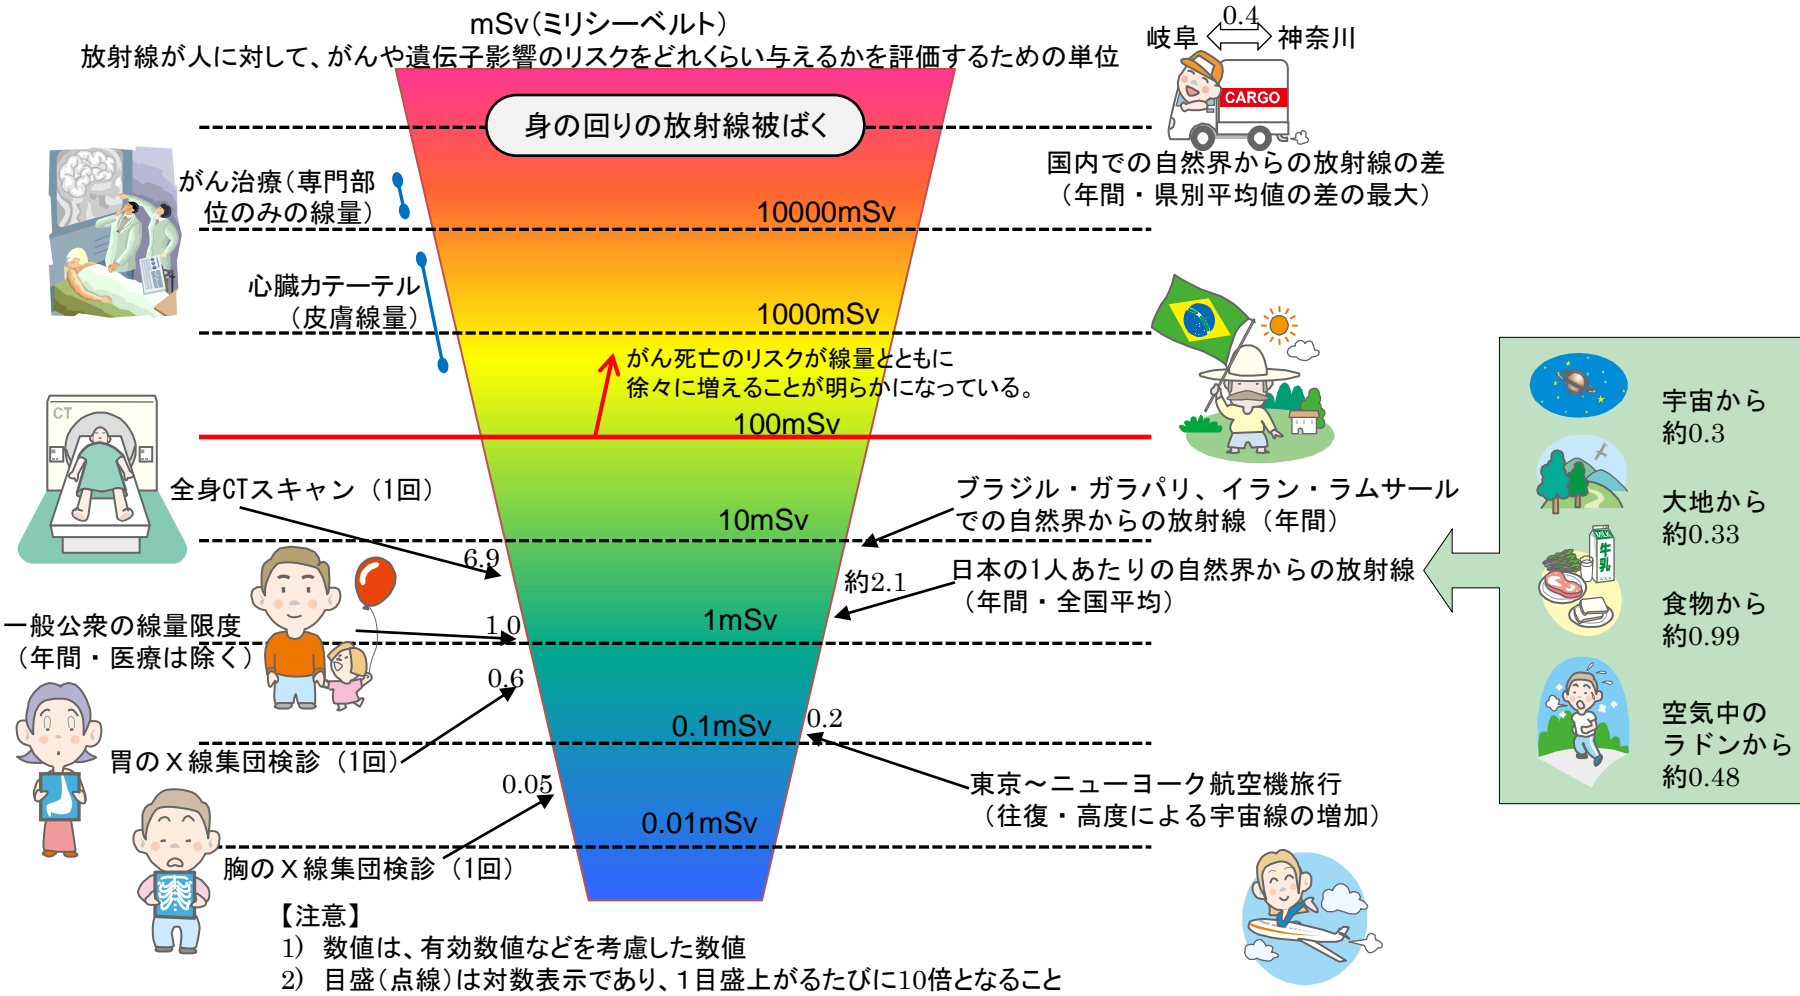 mSv(ミリシーベルト)
放射線が人に対して、がんや遺伝子影響のリスクをどれくらい与えるかを評価するための単位
身の回りの放射線被ばく
0.4
岐阜 神奈川
CARGO
国内での自然界からの放射線の差
(年間・県別平均値の差の最大)
がん治療(専門部
位のみの線量)
10000mSv
心臓カテーテル
(皮膚線量)
1000mSv
がん死亡のリスクが線量とともに
徐々に増えることが明らかになっている。
100mSv
CT
全身CTスキャン(1回)
6.9
10mSv
ブラジル・ガラパリ、イラン・ラムサール
での自然界からの放射線(年間)
約2.1
日本の1人あたりの自然界からの放射線
(年間・全国平均)
一般公衆の線量限度
(年間・医療は除く)
1.0
1mSv
0.6
胃のX線集団検診(1回)
0.1mSv
0.2
東京~ニューヨーク航空機旅行
(往復・高度による宇宙線の増加)
0.05
0.01mSv
胸のX線集団検診(1回)
宇宙から
約0.3
大地から
約0.33
MILK
牛乳
食物から
約0.99
空気中の
ラドンから
約0.48
【注意】
1) 数値は、有効数値などを考慮した数値
2) 目盛(点線)は対数表示であり、1目盛上がるたびに10倍となること